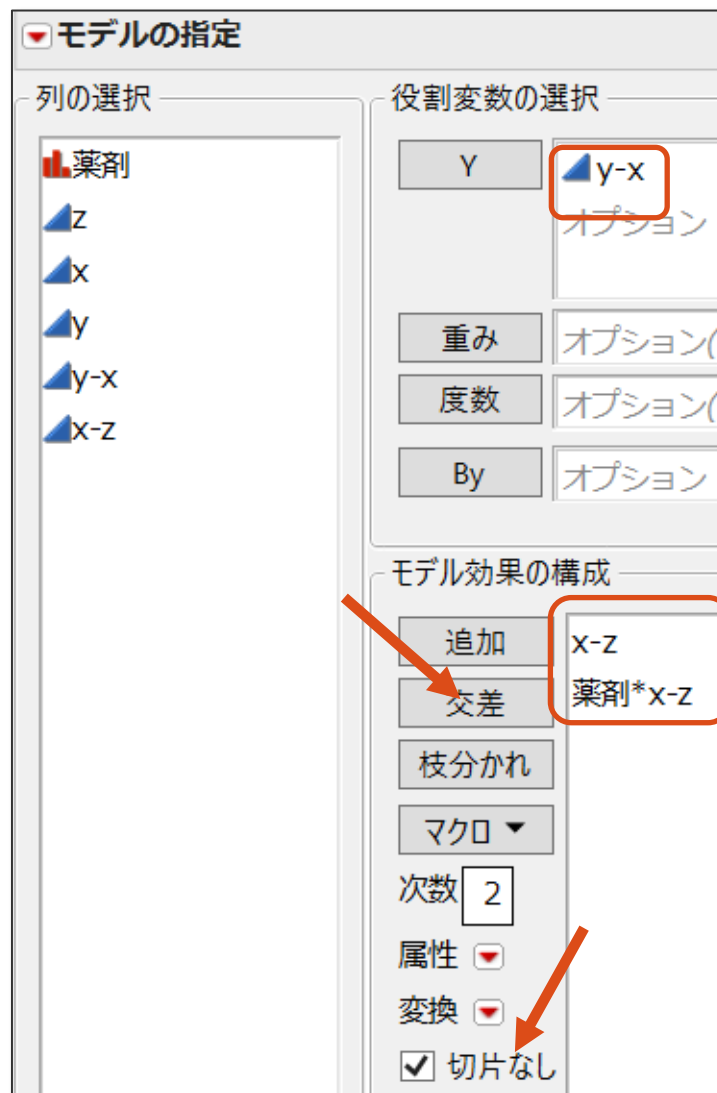 モデルの指定
列の選択
薬剤
z
x
y
y-x
x-z
役割変数の選択
Y
y-x
オプション
重み
オプション(
度数
オプション(
By
オプション
モデル効果の構成
追加
x-z
交差
薬剤*x-z
枝分かれ
マクロ
次数 2
属性
変換
切片なし